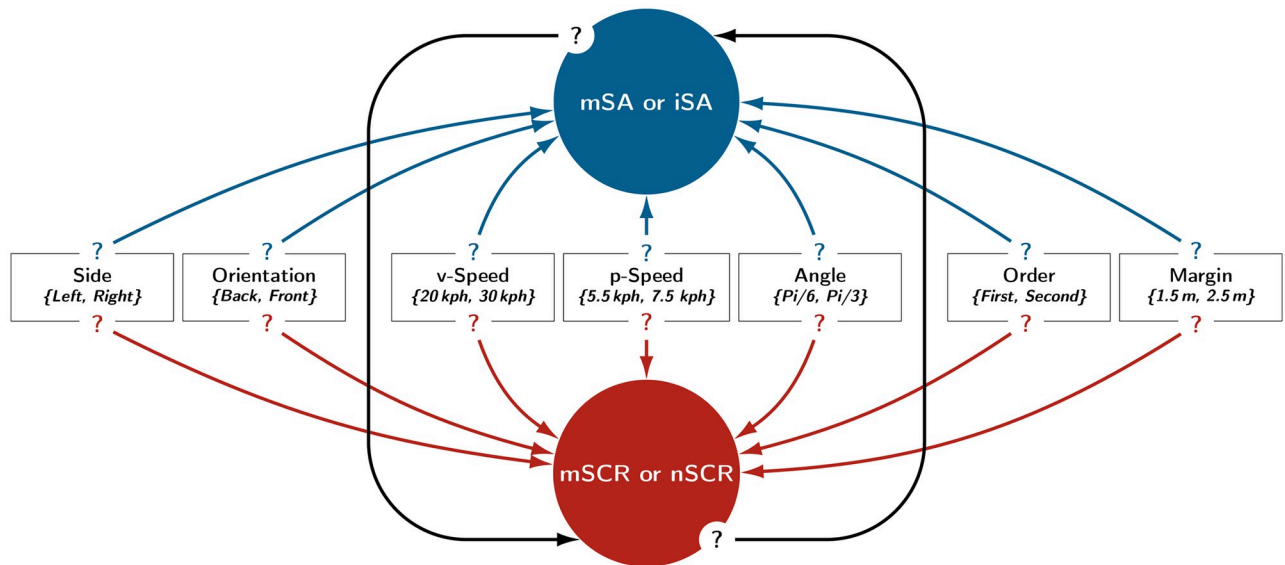 ?
mSA or iSA
? ? ? ? ? ? ?
Side Orientation v-Speed p-Speed Angle Order Margin
{Left, Right} {Back, Front} {20 kph, 30 kph} {5.5 kph, 7.5 kph} {Pi/6, Pi/3} {First, Second} {1.5 m, 2.5 m}
? ? ? ? ? ? ?
mSCR or nSCR
?